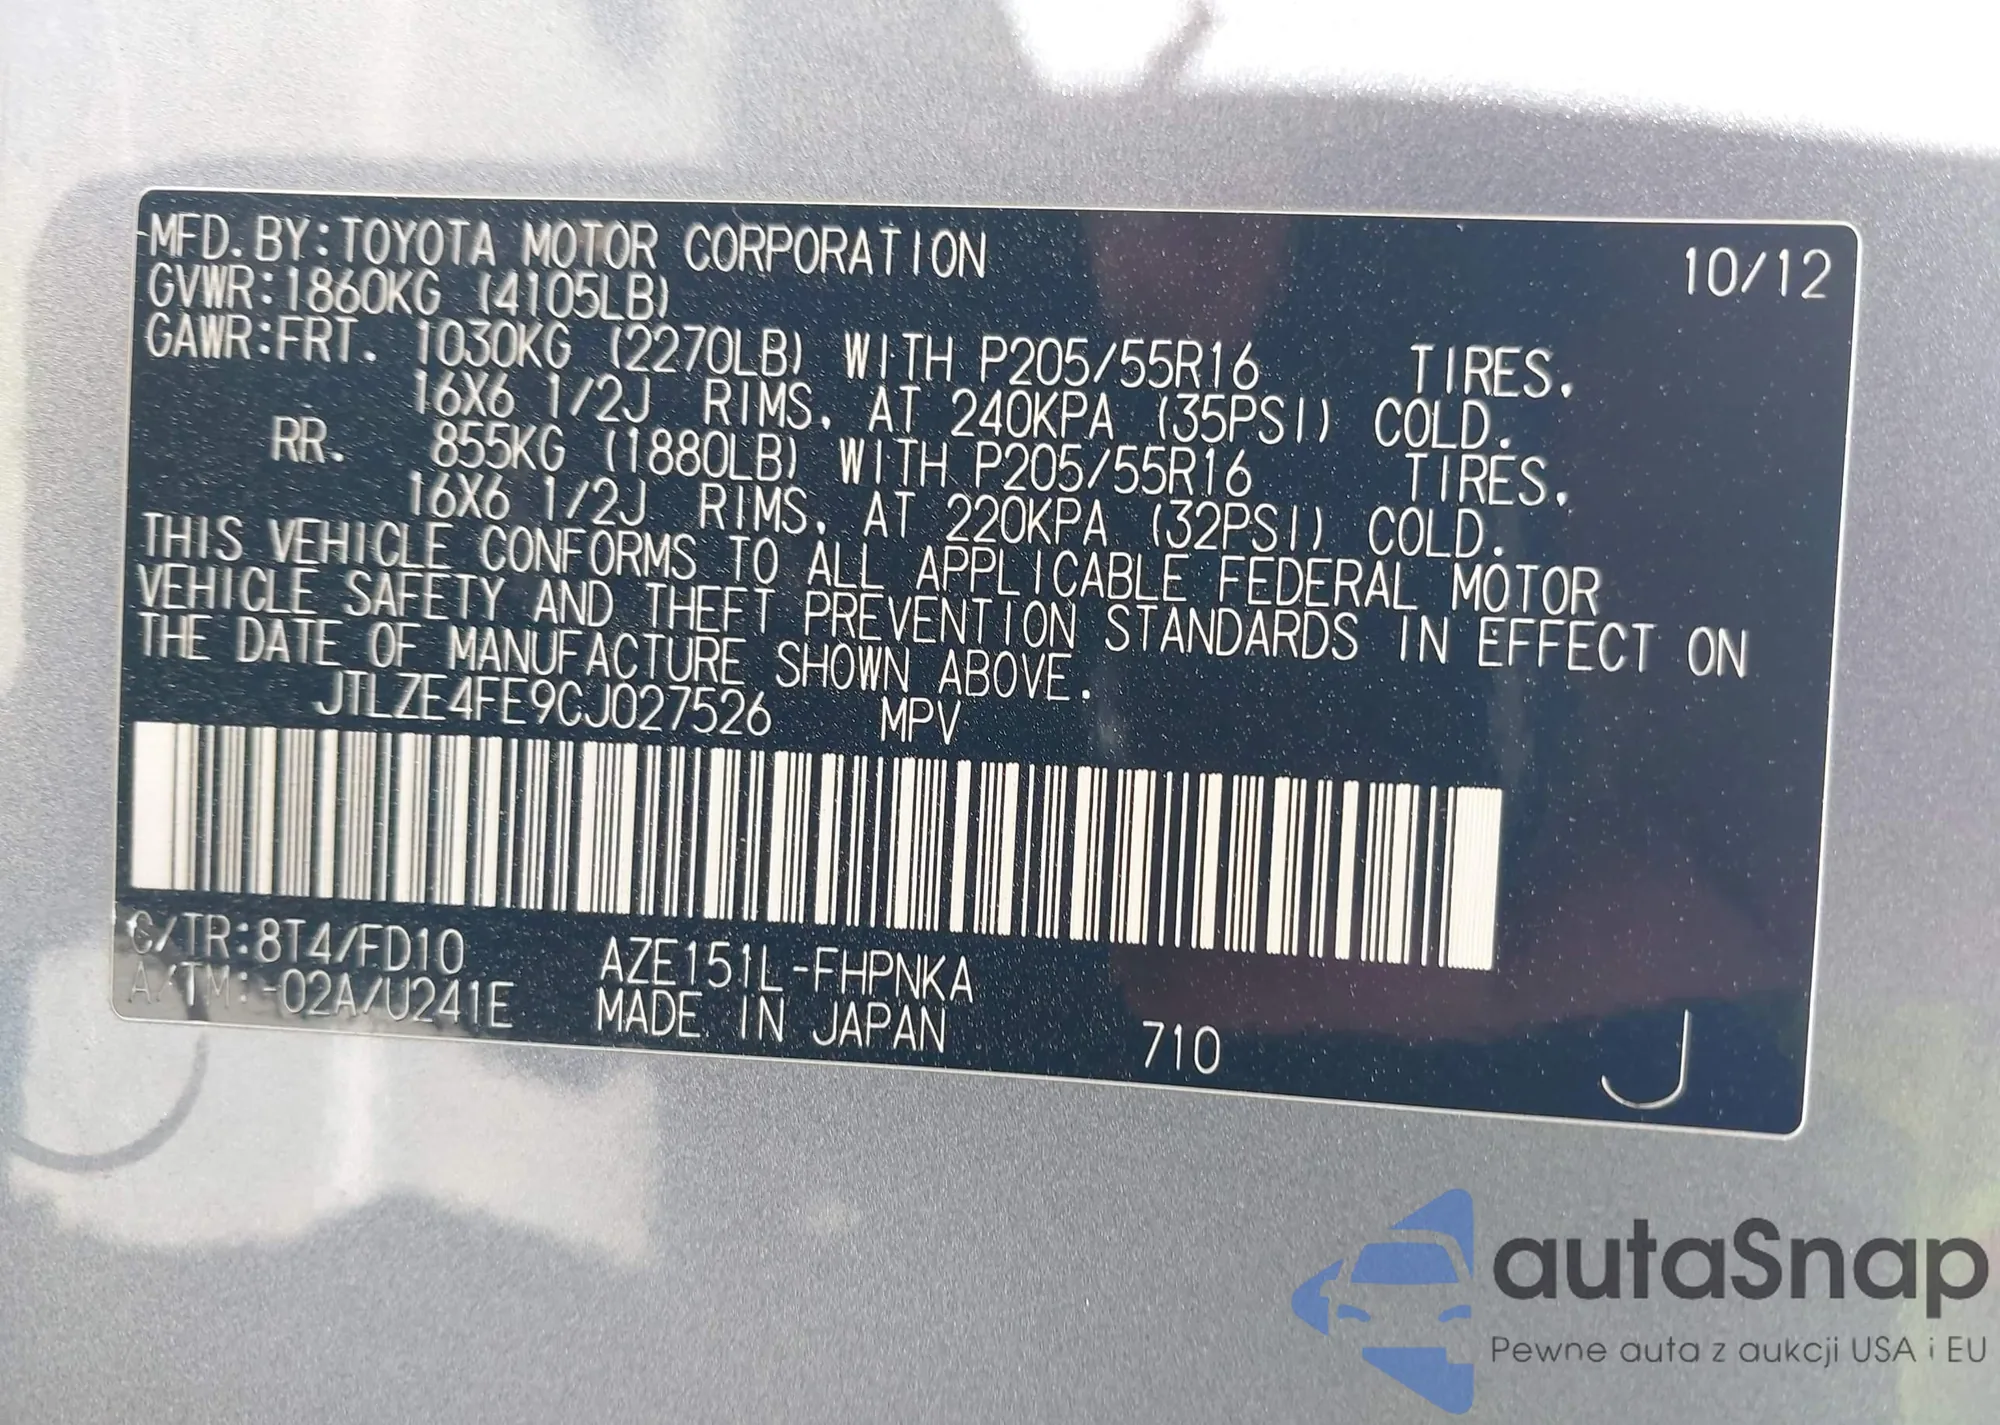 MFD. BY: TOYOTA MOTOR CORPORATION 10/12
GVWR: 1860KG (4105LB)
GAWR: FRT. 1030KG (2270LB) WITH P205/55R16 TIRES,
16X6 1/2J RIMS, AT 240KPA (35PSI) COLD.
RR. 855KG (1880LB) WITH P205/55R16 TIRES,
16X6 1/2J RIMS, AT 220KPA (32PSI) COLD.
THIS VEHICLE CONFORMS TO ALL APPLICABLE FEDERAL MOTOR
VEHICLE SAFETY AND THEFT PREVENTION STANDARDS IN EFFECT ON
THE DATE OF MANUFACTURE SHOWN ABOVE.
JTLZE4FE9CJ027526 MPV
C/TR: 8T4/FD10 AZE151L-FHPNKA
A/TM: -02A/U241E MADE IN JAPAN 710 J
autaSnap
Pewne auta z aukcji USA i EU